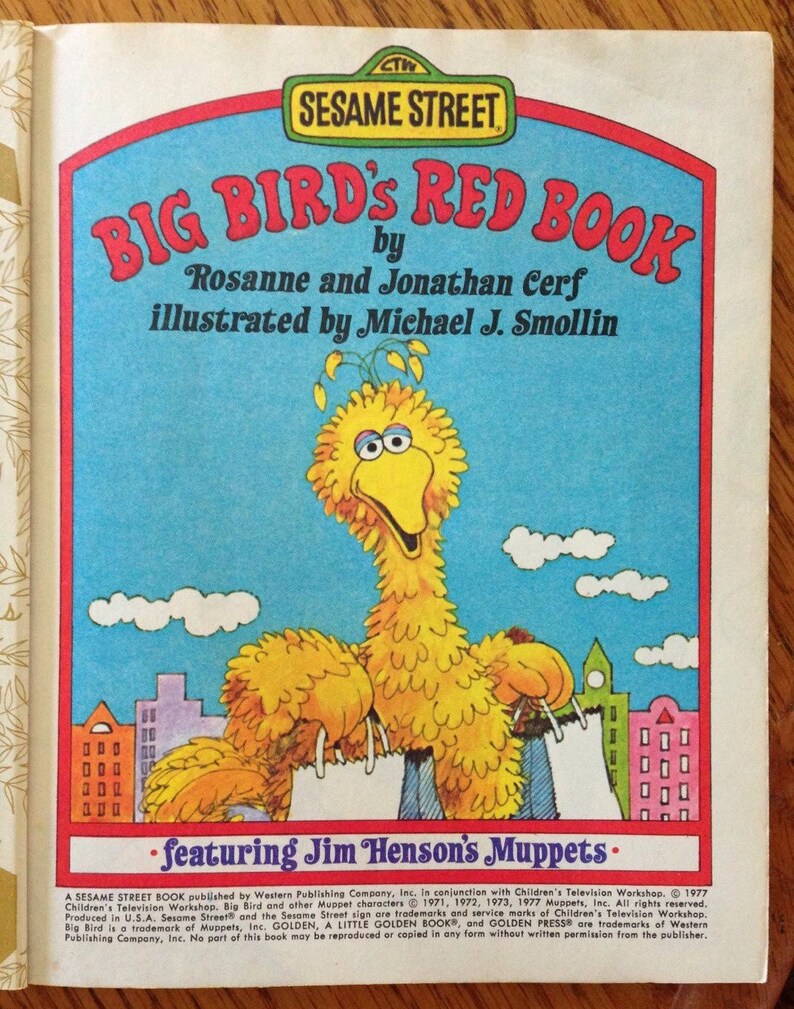 CTW
SESAME STREET®
BIG BIRD's RED BOOK
by
Rosanne and Jonathan Cerf
illustrated by Michael J. Smollin
•featuring Jim Henson's Muppets•
A SESAME STREET BOOK published by Western Publishing Company, Inc. in conjunction with Children's Television Workshop. © 1977
Children's Television Workshop. Big Bird and other Muppet characters © 1971, 1972, 1973, 1977 Muppets, Inc. All rights reserved.
Produced in U.S.A. Sesame Street® and the Sesame Street sign are trademarks and service marks of Children's Television Workshop.
Big Bird is a trademark of Muppets, Inc. GOLDEN, A LITTLE GOLDEN BOOK®, and GOLDEN PRESS® are trademarks of Western
Publishing Company, Inc. No part of this book may be reproduced or copied in any form without written permission from the publisher.